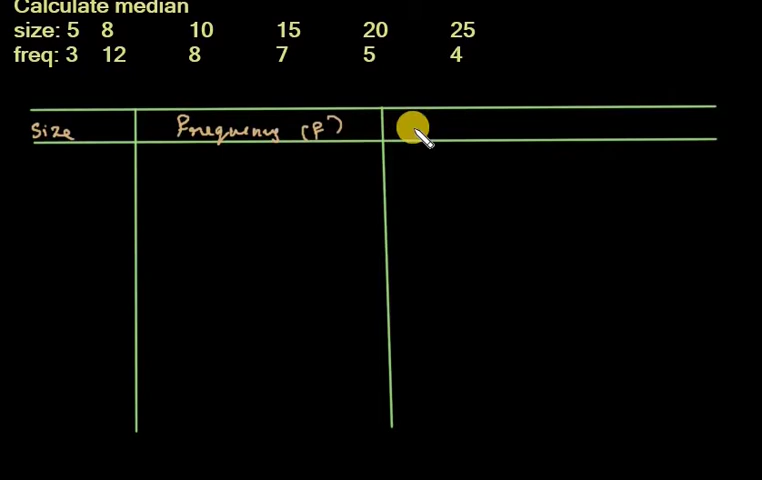 Calculate median
size: 5 8 10 15 20 25
freq: 3 12 8 7 5 4
Size Frequency (F)